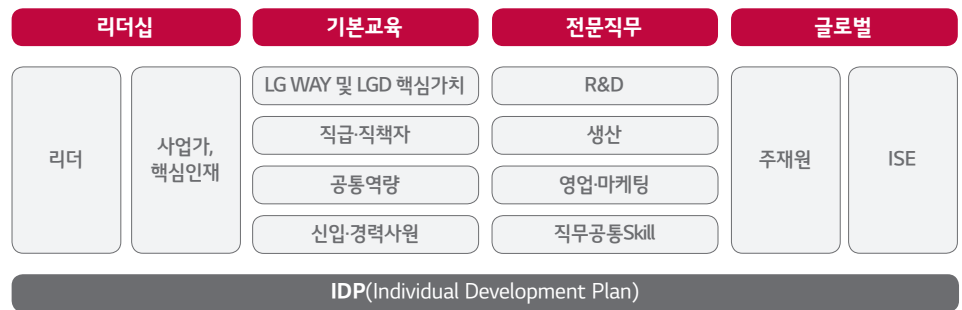 리더십
기본교육
전문직무
글로벌
리더
사업가,
핵심인재
LG WAY 및 LGD 핵심가치
직급·직책자
공통역량
신입·경력사원
R&D
생산
영업·마케팅
직무공통Skill
주재원
ISE
IDP(Individual Development Plan)